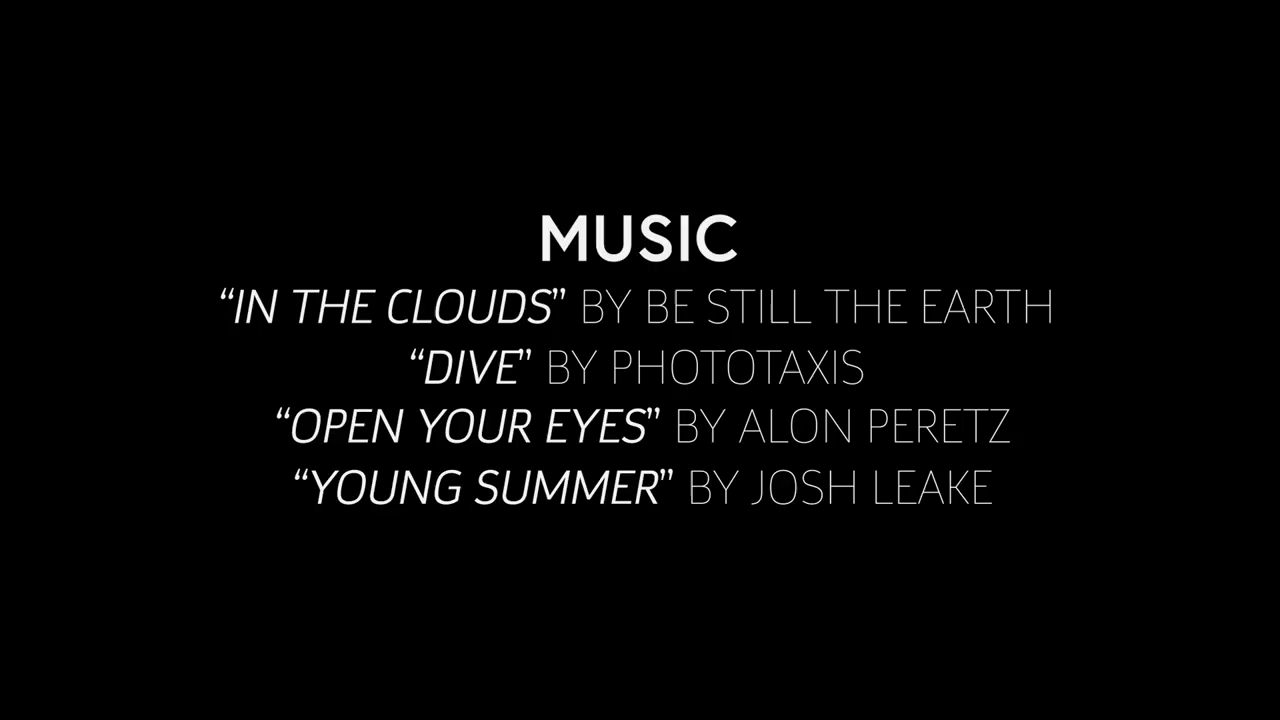 MUSIC
“IN THE CLOUDS” BY BE STILL THE EARTH
“DIVE” BY PHOTOTAXIS
“OPEN YOUR EYES” BY ALON PERETZ
“YOUNG SUMMER” BY JOSH LEAKE